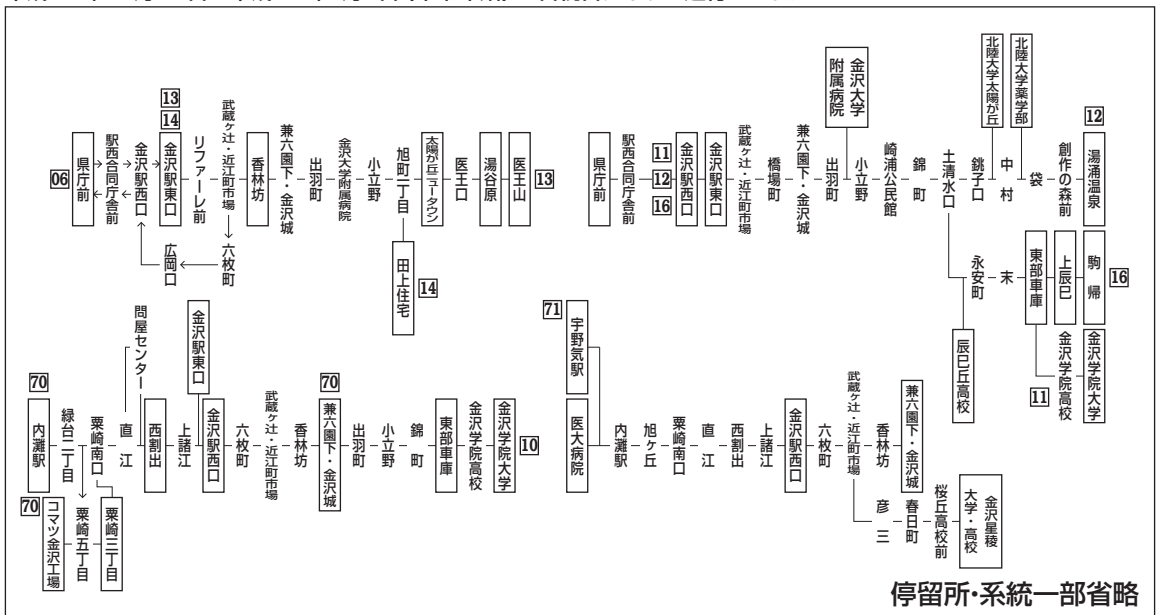 13
14
06
県庁前
駅西合同庁舎前
金沢駅西口
金沢駅東口
リファーレ前
武蔵ヶ辻・近江町市場
香林坊
兼六園下・金沢城
出羽町
金沢大学附属病院
小立野
旭町二丁目
太陽が丘ニュータウン
医王口
湯谷原
医王山
13
広岡口
六枚町
田上住宅
14
県庁前
駅西合同庁舎前
11
12
16
金沢駅西口
金沢駅東口
武蔵ヶ辻・近江町市場
橋場町
兼六園下・金沢城
出羽町
金沢大学
附属病院
小立野
崎浦公民館
錦町
土清水口
銚子口
北陸大学太陽が丘
中村
北陸大学薬学部
袋
創作の森前
12
湯涌温泉
永安町
末
東部車庫
上辰巳
駒帰
16
辰巳丘高校
11
金沢学院高校
金沢学院大学
70
内灘駅
緑台二丁目
粟崎南口
直江
問屋センター
西割出
上諸江
金沢駅東口
金沢駅西口
六枚町
武蔵ヶ辻・近江町市場
香林坊
70
兼六園下・金沢城
出羽町
小立野
錦町
東部車庫
金沢学院高校
金沢学院大学
10
70
コマツ金沢工場
粟崎五丁目
粟崎三丁目
71
宇野気駅
医大病院
内灘駅
旭ヶ丘
粟崎南口
直江
西割出
上諸江
金沢駅西口
六枚町
武蔵ヶ辻・近江町市場
香林坊
兼六園下・金沢城
彦三
春日町
桜丘高校前
金沢星稜
大学・高校
停留所・系統一部省略